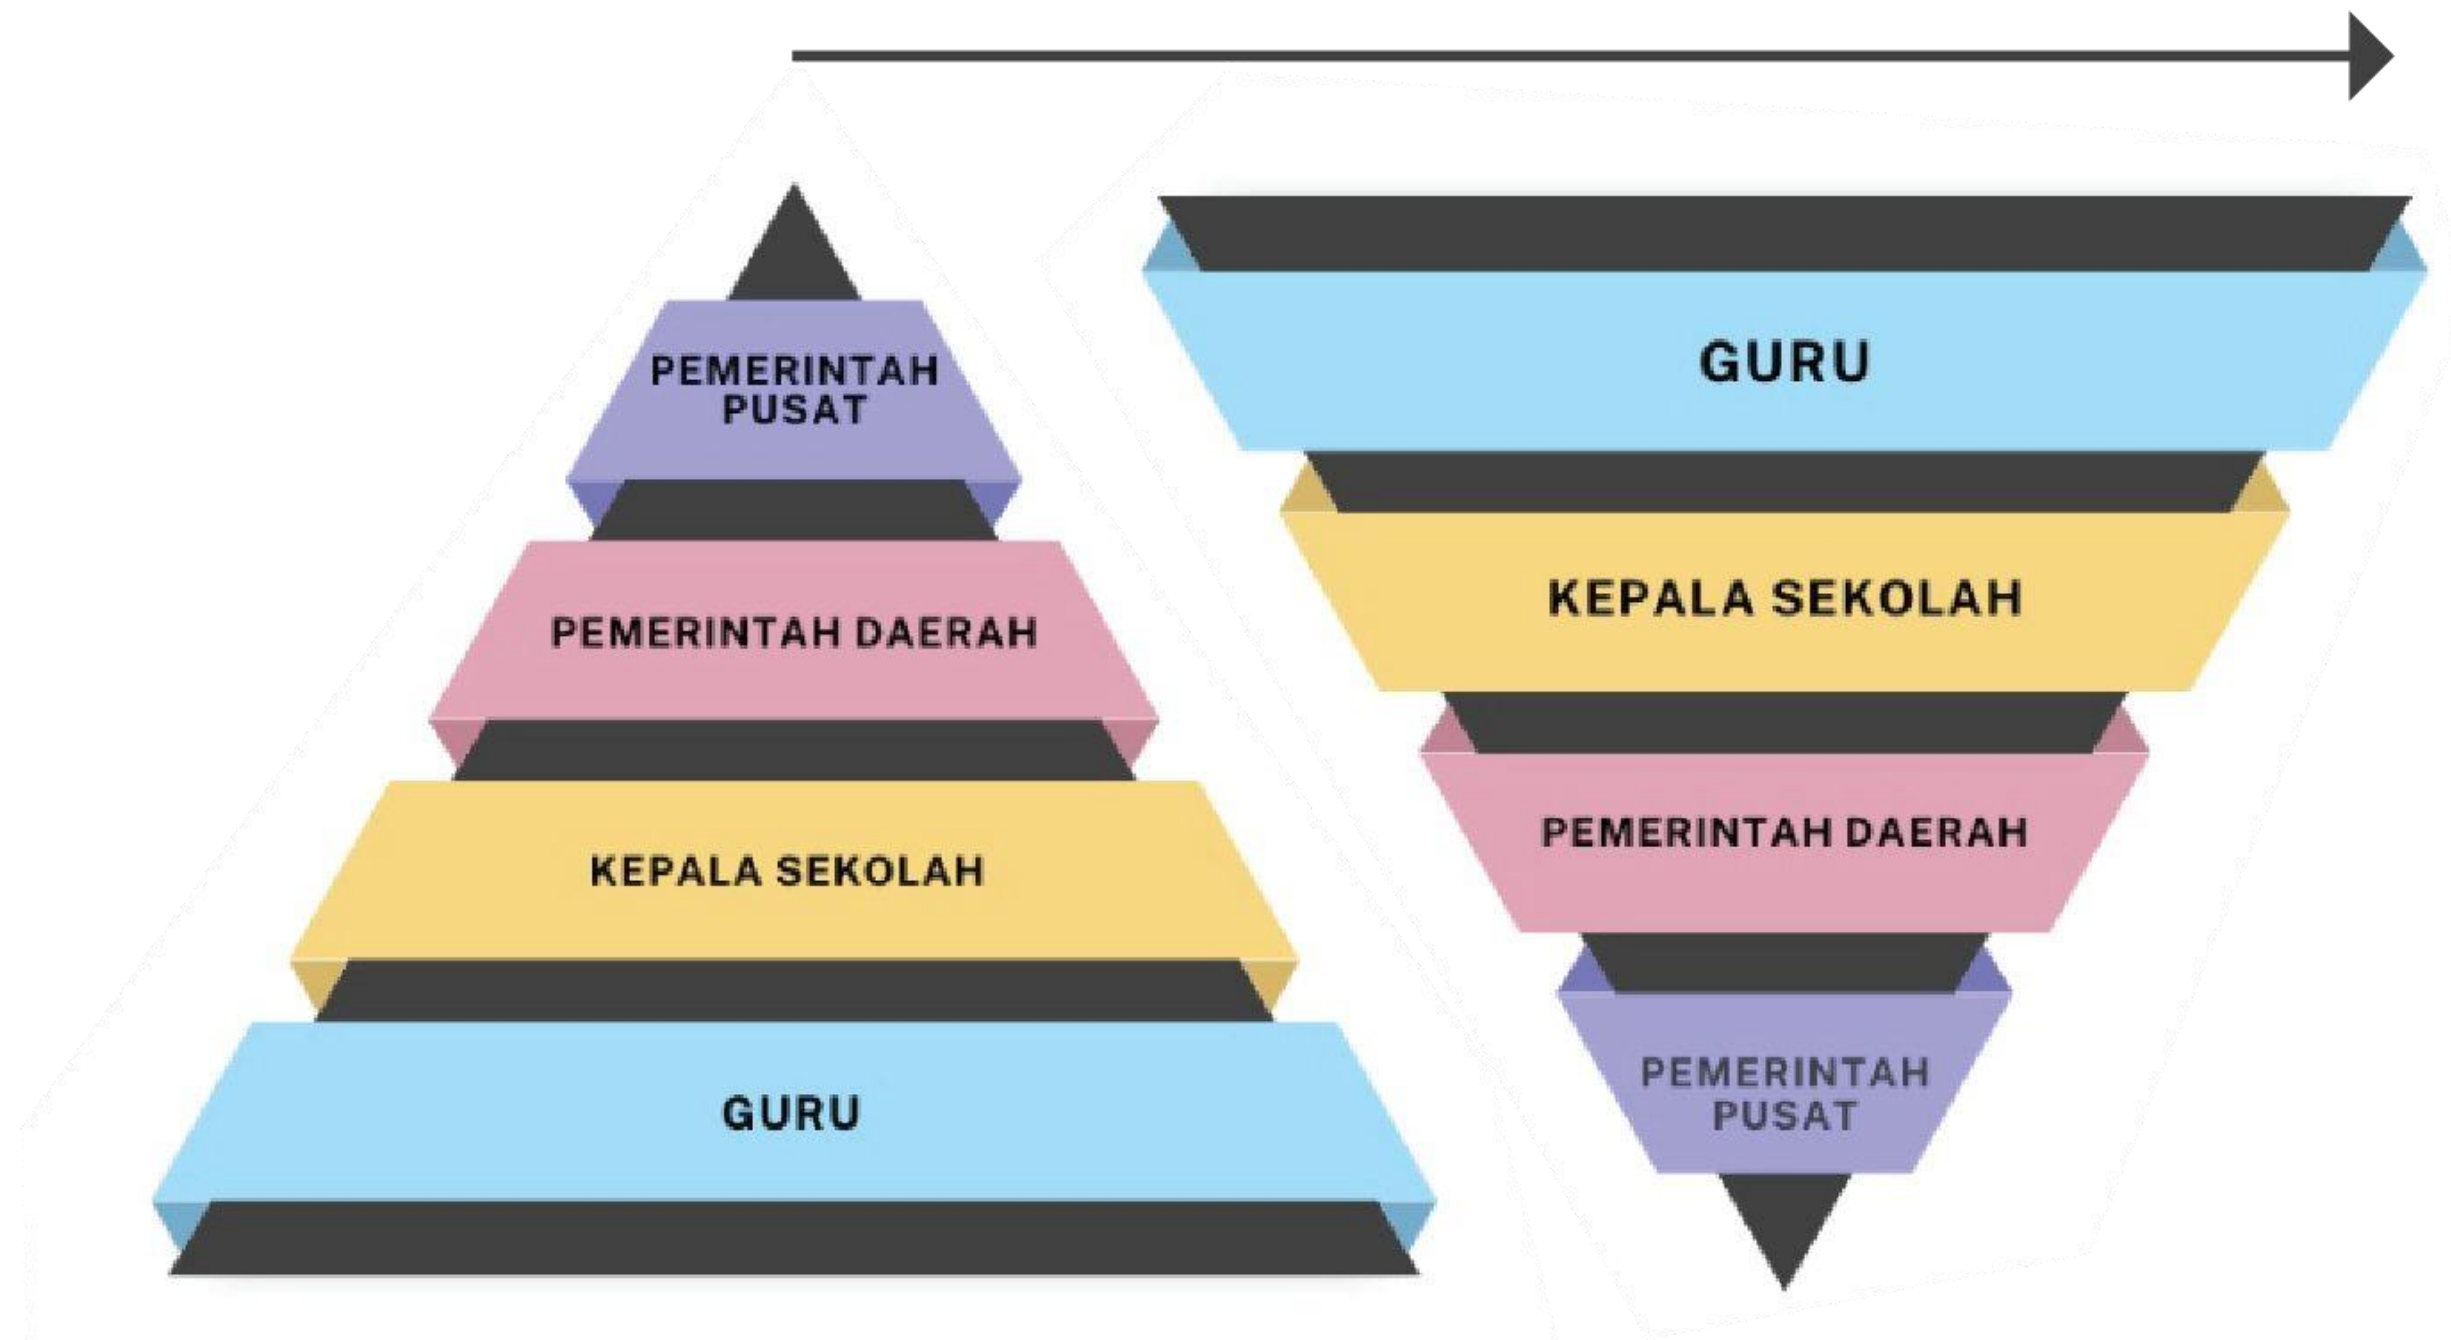 PEMERINTAH
PUSAT
PEMERINTAH DAERAH
KEPALA SEKOLAH
GURU
GURU
KEPALA SEKOLAH
PEMERINTAH DAERAH
PEMERINTAH
PUSAT